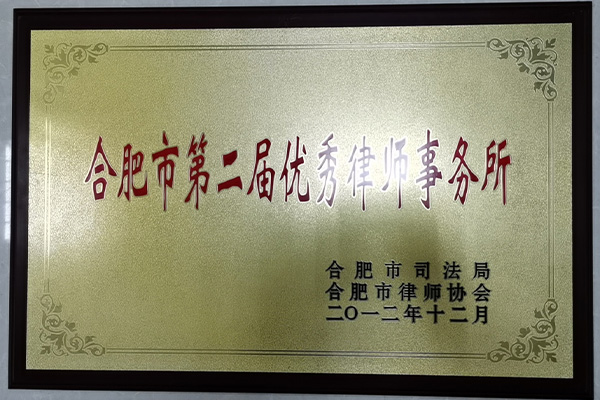 合肥市第二届优秀律师事务所
合肥市司法局
合肥市律师协会
二〇一二年十二月